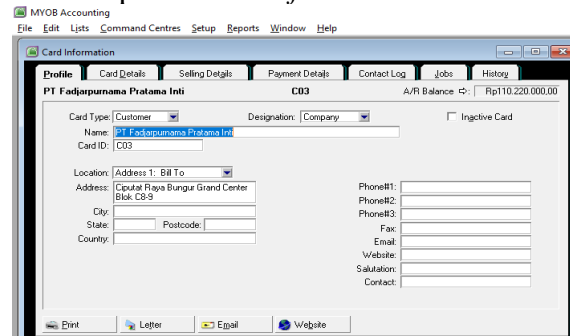 MYOB Accounting
File Edit Lists Command Centres Setup Reports Window Help
Card Information
Profile Card Details Selling Details Payment Details Contact Log Jobs History
PT Fadjarpurnama Pratama Inti C03 A/R Balance ⇨: Rp110.220.000,00
Card Type: Customer Designation: Company Inactive Card
Name: PT Fadjarpurnama Pratama Inti
Card ID: C03
Location: Address 1: Bill To
Address: Ciputat Raya Bungur Grand Center Phone#1:
Blok C8-9 Phone#2:
Phone#3:
City: Fax:
State: Postcode: Email:
Country: Website:
Salutation:
Contact:
Print Letter Email Website